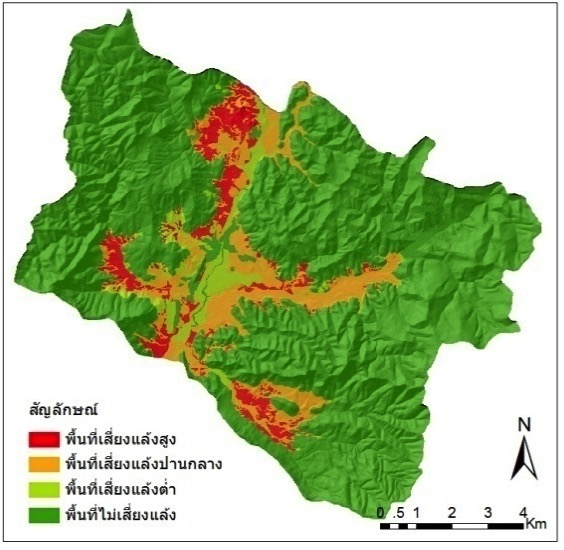 สัญลักษณ์
พื้นที่เสี่ยงแล้งสูง
พื้นที่เสี่ยงแล้งปานกลาง
พื้นที่เสี่ยงแล้งต่ำ
พื้นที่ไม่เสี่ยงแล้ง
N
0 .5 1 2 3 4 Km